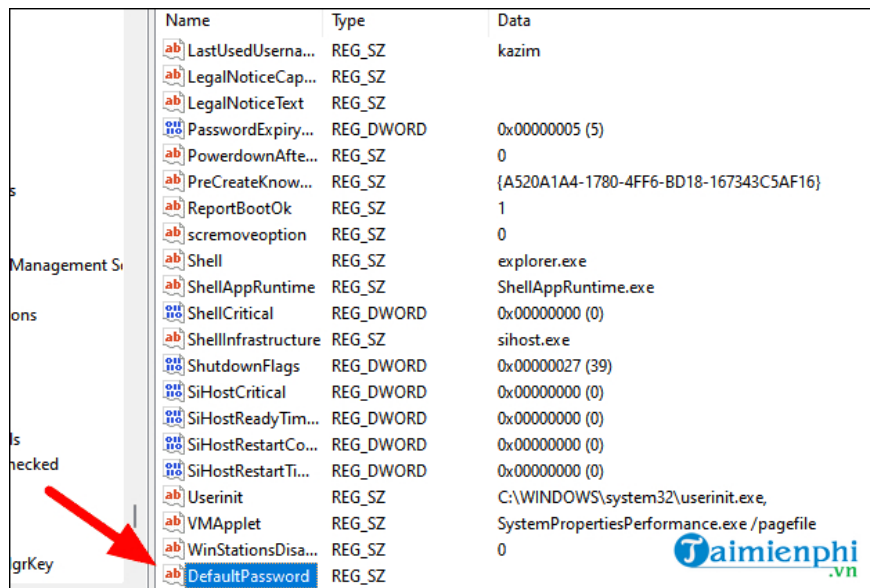 Name Type Data
LastUsedUserna... REG_SZ kazim
LegalNoticeCap... REG_SZ
LegalNoticeText REG_SZ
PasswordExpiry... REG_DWORD 0x00000005 (5)
PowerdownAfte... REG_SZ 0
s PreCreateKnow... REG_SZ {A520A1A4-1780-4FF6-BD18-167343C5AF16}
ReportBootOk REG_SZ 1
scremoveoption REG_SZ 0
Management Se Shell REG_SZ explorer.exe
ShellAppRuntime REG_SZ ShellAppRuntime.exe
ons ShellCritical REG_DWORD 0x00000000 (0)
ShellInfrastructure REG_SZ sihost.exe
ShutdownFlags REG_DWORD 0x00000027 (39)
SiHostCritical REG_DWORD 0x00000000 (0)
SiHostReadyTim... REG_DWORD 0x00000000 (0)
ls SiHostRestartCo... REG_DWORD 0x00000000 (0)
hecked SiHostRestartTi... REG_DWORD 0x00000000 (0)
Userinit REG_SZ C:\WINDOWS\system32\userinit.exe,
VMApplet REG_SZ SystemPropertiesPerformance.exe /pagefile
WinStationsDisa... REG_SZ 0
grKey DefaultPassword REG_SZ
Taimienphi
.vn